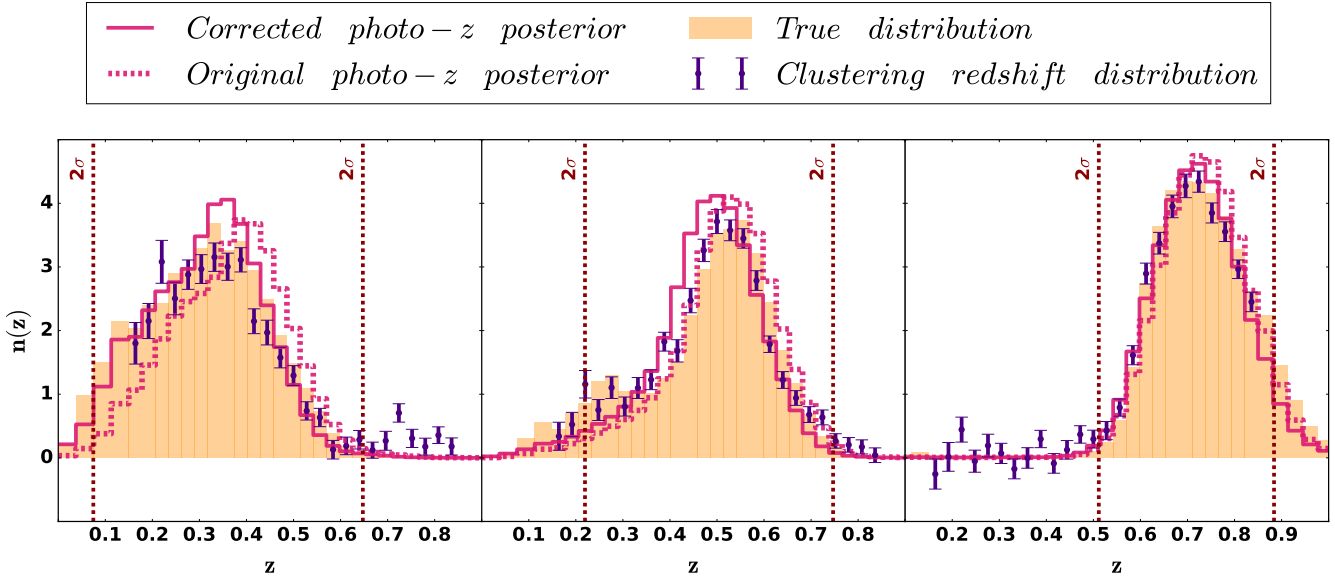 Corrected photo − z posterior
True distribution
Original photo − z posterior
Clustering redshift distribution
2σ 2σ 2σ 2σ 2σ 2σ
4
3
2
1
0
n(z)
0.1 0.2 0.3 0.4 0.5 0.6 0.7 0.8
0.1 0.2 0.3 0.4 0.5 0.6 0.7 0.8
0.2 0.3 0.4 0.5 0.6 0.7 0.8 0.9
z z z